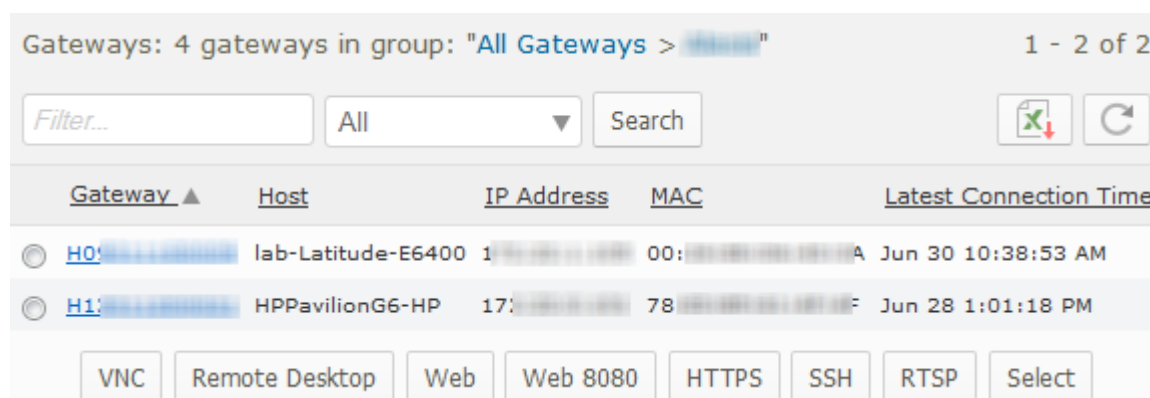 Gateways: 4 gateways in group: "All Gateways > " 1 - 2 of 2
Filter... All ▼ Search
Gateway ▲ Host IP Address MAC Latest Connection Time
lab-Latitude-E6400 Jun 30 10:38:53 AM
HPPavilionG6-HP Jun 28 1:01:18 PM
VNC Remote Desktop Web Web 8080 HTTPS SSH RTSP Select